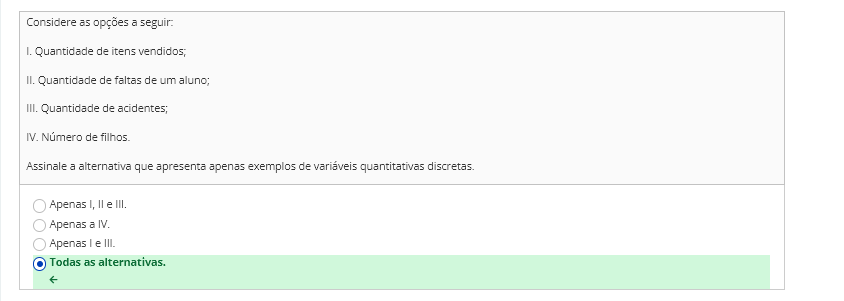 Considere as opções a seguir:
I. Quantidade de itens vendidos;
II. Quantidade de faltas de um aluno;
III. Quantidade de acidentes;
IV. Número de filhos.
Assinale a alternativa que apresenta apenas exemplos de variáveis quantitativas discretas.
Apenas I, II e III.
Apenas a IV.
Apenas I e III.
Todas as alternativas.